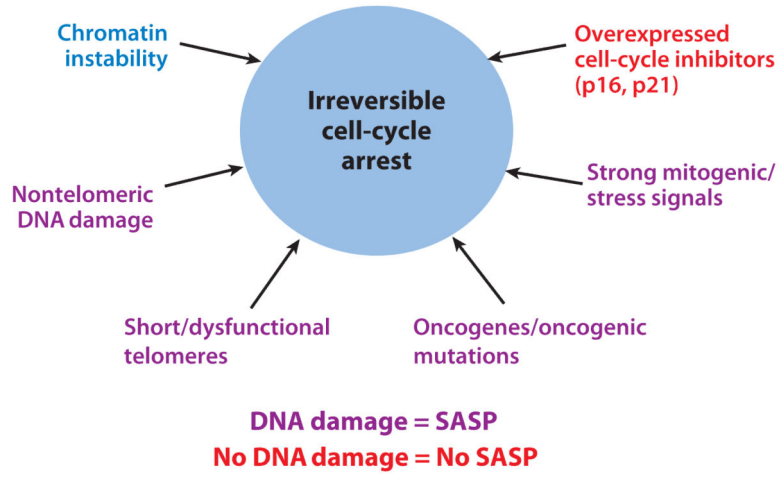 Chromatin
instability
Overexpressed
cell-cycle inhibitors
(p16, p21)
Irreversible
cell-cycle
arrest
Nontelomeric
DNA damage
Strong mitogenic/
stress signals
Short/dysfunctional
telomeres
Oncogenes/oncogenic
mutations
DNA damage = SASP
No DNA damage = No SASP